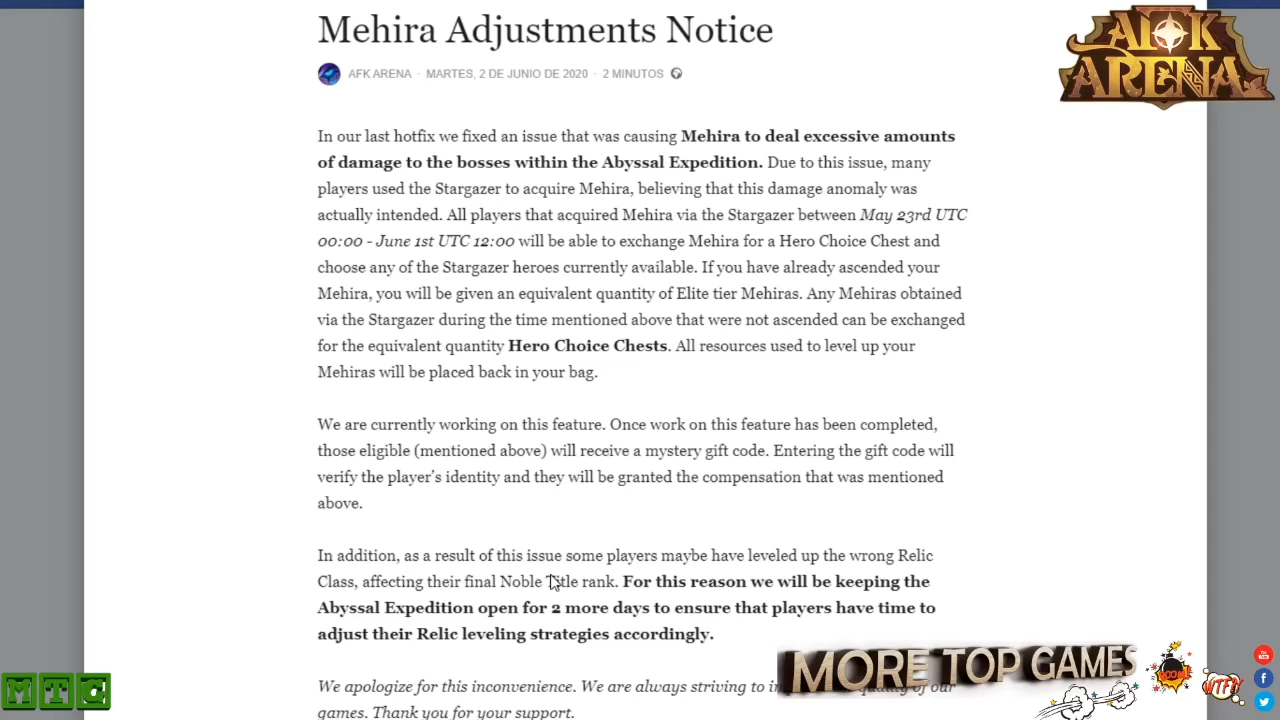 Mehira Adjustments Notice
AFK ARENA · MARTES, 2 DE JUNIO DE 2020 · 2 MINUTOS
AFK
ARENA
In our last hotfix we fixed an issue that was causing Mehira to deal excessive amounts
of damage to the bosses within the Abyssal Expedition. Due to this issue, many
players used the Stargazer to acquire Mehira, believing that this damage anomaly was
actually intended. All players that acquired Mehira via the Stargazer between May 23rd UTC
00:00 - June 1st UTC 12:00 will be able to exchange Mehira for a Hero Choice Chest and
choose any of the Stargazer heroes currently available. If you have already ascended your
Mehira, you will be given an equivalent quantity of Elite tier Mehiras. Any Mehiras obtained
via the Stargazer during the time mentioned above that were not ascended can be exchanged
for the equivalent quantity Hero Choice Chests. All resources used to level up your
Mehiras will be placed back in your bag.
We are currently working on this feature. Once work on this feature has been completed,
those eligible (mentioned above) will receive a mystery gift code. Entering the gift code will
verify the player's identity and they will be granted the compensation that was mentioned
above.
In addition, as a result of this issue some players maybe have leveled up the wrong Relic
Class, affecting their final Noble Title rank. For this reason we will be keeping the
Abyssal Expedition open for 2 more days to ensure that players have time to
adjust their Relic leveling strategies accordingly.
We apologize for this inconvenience. We are always striving to of our
games. Thank you for your support.
MORE TOP GAMES
BOOM!
WTF?!
MTG
You